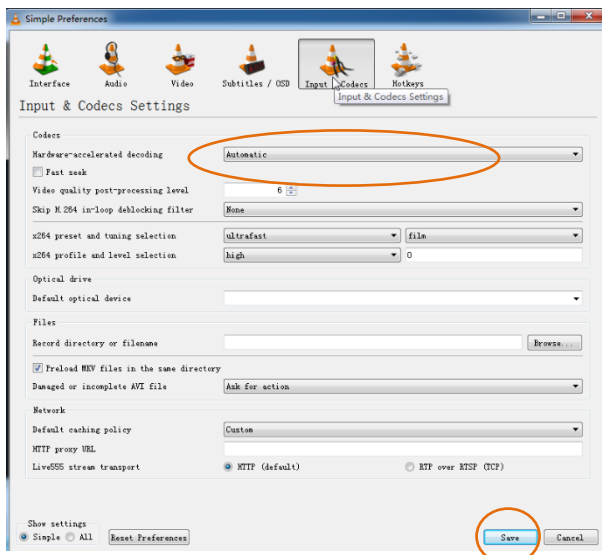 Simple Preferences
Interface Audio Video Subtitles / OSD Input & Codecs Hotkeys
Input & Codecs Settings
Input & Codecs Settings
Codecs
Hardware-accelerated decoding Automatic
Fast seek
Video quality post-processing level 6
Skip H.264 in-loop deblocking filter None
x264 preset and tuning selection ultrafast film
x264 profile and level selection high 0
Optical drive
Default optical device
Files
Record directory or filename Browse...
Preload MKV files in the same directory
Damaged or incomplete AVI file Ask for action
Network
Default caching policy Custom
HTTP proxy URL
Live555 stream transport HTTP (default) RTP over RTSP (TCP)
Show settings
Simple All Reset Preferences Save Cancel